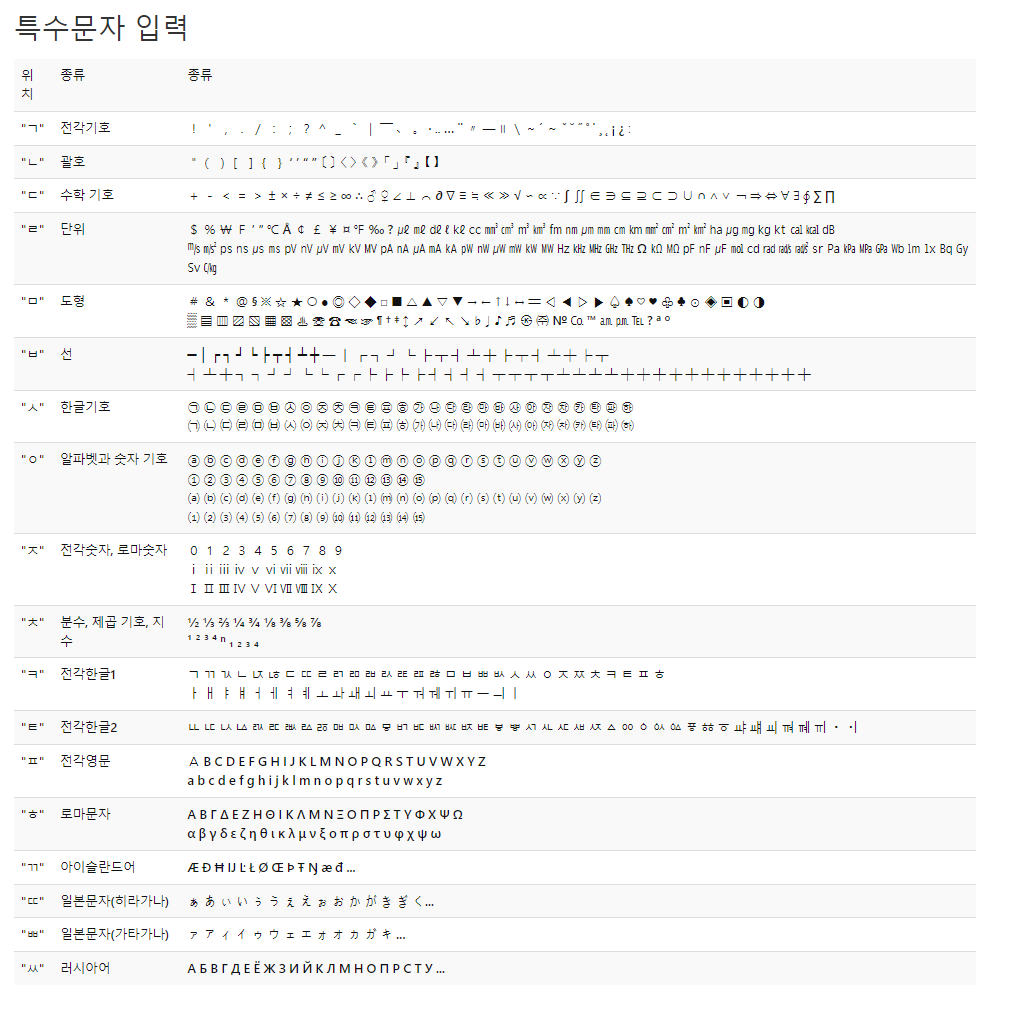 특수문자 입력
위치 종류 종류
"ㄱ" 전각기호 ! ' , . / : ; ? ^ _ ` | ￣ 、 。 · ‥ … ¨ 〃 ― ∥ ＼ ∼ ´ ～ ˇ ˘ ˝ ˚ ˙ ¸ ˛ ¡ ¿ ː
"ㄴ" 괄호 " ( ) [ ] { } ‘ ’ “ ” 〔 〕 〈 〉 《 》 「 」 『 』 【 】
"ㄷ" 수학 기호 + - < = > ± × ÷ ≠ ≤ ≥ ∞ ∴ ♂ ♀ ∠ ⊥ ⌒ ∂ ∇ ≡ ≒ ≪ ≫ √ ∽ ∝ ∵ ∫ ∬ ∈ ∋ ⊆ ⊇ ⊂ ⊃ ∪ ∩ ∧ ∨ ￢ ⇒ ⇔ ∀ ∃ ∮ ∑ ∏
"ㄹ" 단위 $ % ₩ F ′ ″ ℃ Å ¢ £ ¥ ¤ ℉ ‰ ? ㎕ ㎖ ㎗ ℓ ㎘ ㏄ ㎣ ㎤ ㎥ ㎦ ㎙ ㎚ ㎛ ㎜ ㎝ ㎞ ㎟ ㎠ ㎡ ㎢ ㏊ ㎍ ㎎ ㎏ ㏏ ㎈ ㎉ ㏈
㎧ ㎨ ㎰ ㎱ ㎲ ㎳ ㎴ ㎵ ㎶ ㎷ ㎸ ㎹ ㎀ ㎁ ㎂ ㎃ ㎄ ㎺ ㎻ ㎼ ㎽ ㎾ ㎿ ㎐ ㎑ ㎒ ㎓ ㎔ Ω ㏀ ㏁ ㎊ ㎋ ㎌ ㏖ ㏅ ㎭ ㎮ ㎯ ㏛ ㎩ ㎪ ㎫ ㎬ ㏝ ㏐ ㏓ ㏃ ㏉
㏜ ㏆
"ㅁ" 도형 # & * @ § ※ ☆ ★ ○ ● ◎ ◇ ◆ □ ■ △ ▲ ▽ ▼ → ← ↑ ↓ ↔ 〓 ◁ ◀ ▷ ▶ ♤ ♠ ♡ ♥ ♧ ♣ ⊙ ◈ ▣ ◐ ◑
▒ ▤ ▥ ▨ ▧ ▦ ▩ ♨ ☏ ☎ ☜ ☞ ¶ † ‡ ↕ ↗ ↙ ↖ ↘ ♭ ♩ ♪ ♬ ㉿ ㈜ № ㏇ ™ ㏂ ㏘ ℡ ? ª º
"ㅂ" 선
"ㅅ" 한글기호 ㉠ ㉡ ㉢ ㉣ ㉤ ㉥ ㉦ ㉧ ㉨ ㉩ ㉪ ㉫ ㉬ ㉭ ㉮ ㉯ ㉰ ㉱ ㉲ ㉳ ㉴ ㉵ ㉶ ㉷ ㉸ ㉹ ㉺ ㉻
㈀ ㈁ ㈂ ㈃ ㈄ ㈅ ㈆ ㈇ ㈈ ㈉ ㈊ ㈋ ㈌ ㈍ ㈎ ㈏ ㈐ ㈑ ㈒ ㈓ ㈔ ㈕ ㈖ ㈗ ㈘ ㈙ ㈚ ㈛
"ㅇ" 알파벳과 숫자 기호 ⓐ ⓑ ⓒ ⓓ ⓔ ⓕ ⓖ ⓗ ⓘ ⓙ ⓚ ⓛ ⓜ ⓝ ⓞ ⓟ ⓠ ⓡ ⓢ ⓣ ⓤ ⓥ ⓦ ⓧ ⓨ ⓩ
① ② ③ ④ ⑤ ⑥ ⑦ ⑧ ⑨ ⑩ ⑪ ⑫ ⑬ ⑭ ⑮
⒜ ⒝ ⒞ ⒟ ⒠ ⒡ ⒢ ⒣ ⒤ ⒥ ⒦ ⒧ ⒨ ⒩ ⒪ ⒫ ⒬ ⒭ ⒮ ⒯ ⒰ ⒱ ⒲ ⒳ ⒴ ⒵
⑴ ⑵ ⑶ ⑷ ⑸ ⑹ ⑺ ⑻ ⑼ ⑽ ⑾ ⑿ ⒀ ⒁ ⒂
"ㅈ" 전각숫자, 로마숫자 0 1 2 3 4 5 6 7 8 9
ⅰ ⅱ ⅲ ⅳ ⅴ ⅵ ⅶ ⅷ ⅸ ⅹ
Ⅰ Ⅱ Ⅲ Ⅳ Ⅴ Ⅵ Ⅶ Ⅷ Ⅸ Ⅹ
"ㅊ" 분수, 제곱 기호, 지수 ½ ⅓ ⅔ ¼ ¾ ⅛ ⅜ ⅝ ⅞
¹ ² ³ ⁴ ⁿ ₁ ₂ ₃ ₄
"ㅋ" 전각한글1 ㄱ ㄲ ㄳ ㄴ ㄵ ㄶ ㄷ ㄸ ㄹ ㄺ ㄻ ㄼ ㄽ ㄾ ㄿ ㅀ ㅁ ㅂ ㅃ ㅄ ㅅ ㅆ ㅇ ㅈ ㅉ ㅊ ㅋ ㅌ ㅍ ㅎ
ㅏ ㅐ ㅑ ㅒ ㅓ ㅔ ㅕ ㅖ ㅗ ㅘ ㅙ ㅚ ㅛ ㅜ ㅝ ㅞ ㅟ ㅠ ㅡ ㅢ ㅣ
"ㅌ" 전각한글2 ㅥ ㅦ ㅧ ㅨ ㅩ ㅪ ㅫ ㅬ ㅭ ㅮ ㅯ ㅰ ㅱ ㅲ ㅳ ㅴ ㅵ ㅶ ㅷ ㅸ ㅹ ㅺ ㅻ ㅼ ㅽ ㅾ ㅿ ㆀ ㆁ ㆂ ㆃ ㆄ ㆅ ㆆ ㆇ ㆈ ㆉ ㆊ ㆋ ㆌ ㆍ ㆎ
"ㅍ" 전각영문 A B C D E F G H I J K L M N O P Q R S T U V W X Y Z
a b c d e f g h i j k l m n o p q r s t u v w x y z
"ㅎ" 로마문자 Α Β Γ Δ Ε Ζ Η Θ Ι Κ Λ Μ Ν Ξ Ο Π Ρ Σ Τ Υ Φ Χ Ψ Ω
α β γ δ ε ζ η θ ι κ λ μ ν ξ ο π ρ σ τ υ φ χ ψ ω
"ㄲ" 아이슬란드어 Æ Ð Ħ Ĳ Ŀ Ł Ø Œ Þ Ŧ Ŋ æ đ ...
"ㄸ" 일본문자(히라가나) ぁ あ ぃ い ぅ う ぇ え ぉ お か が き ぎ く...
"ㅃ" 일본문자(가타가나) ァ ア ィ イ ゥ ウ ェ エ ォ オ カ ガ キ ...
"ㅆ" 러시아어 А Б В Г Д Е Ё Ж З И Й К Л М Н О П Р С Т У ...